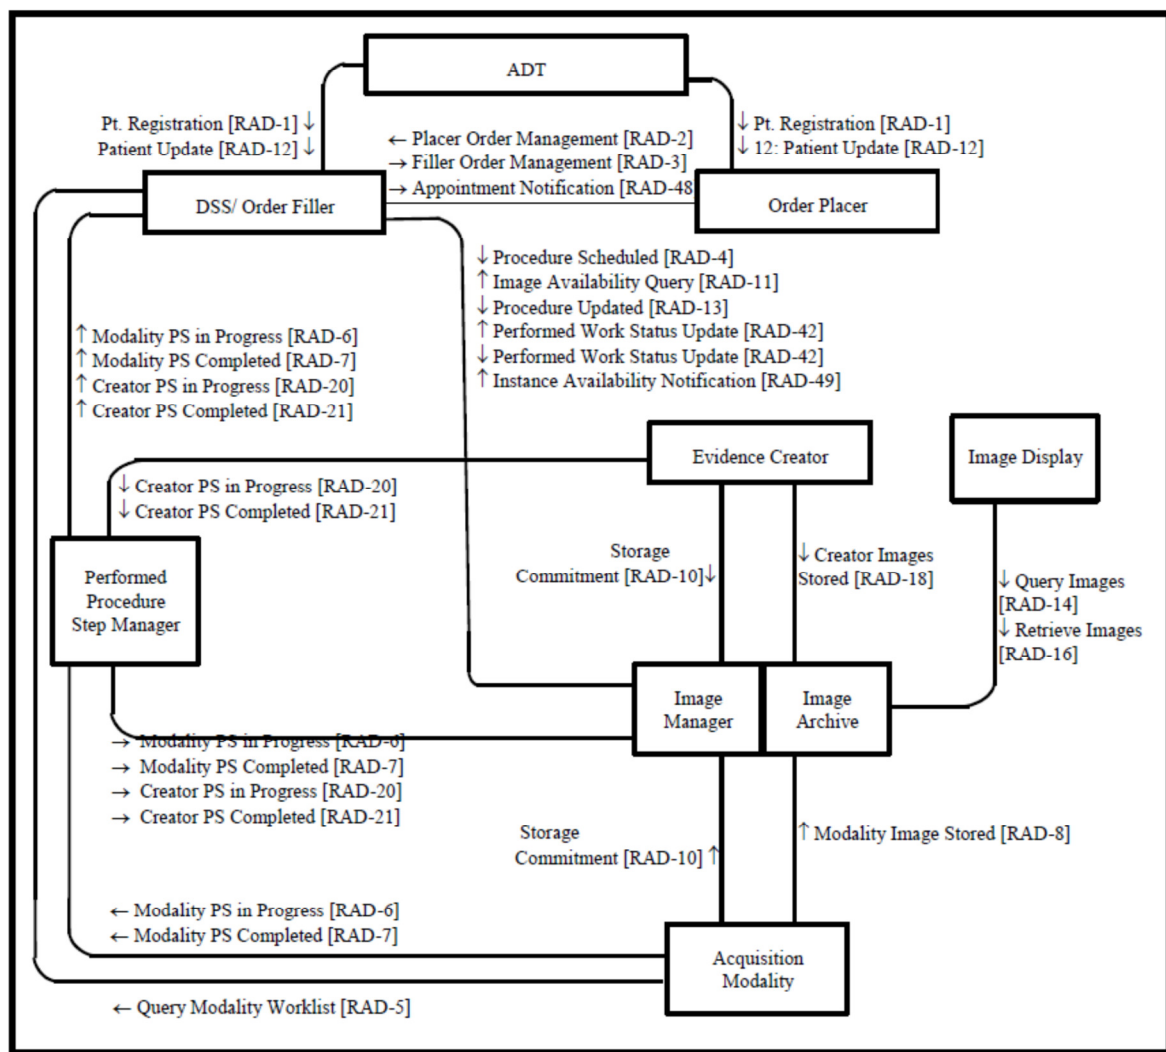 ADT
Pt. Registration [RAD-1] ↓
Patient Update [RAD-12] ↓
← Placer Order Management [RAD-2]
→ Filler Order Management [RAD-3]
→ Appointment Notification [RAD-48
↓ Pt. Registration [RAD-1]
↓ 12: Patient Update [RAD-12]
DSS/ Order Filler
Order Placer
↓ Procedure Scheduled [RAD-4]
↑ Image Availability Query [RAD-11]
↓ Procedure Updated [RAD-13]
↑ Performed Work Status Update [RAD-42]
↓ Performed Work Status Update [RAD-42]
↑ Instance Availability Notification [RAD-49]
↑ Modality PS in Progress [RAD-6]
↑ Modality PS Completed [RAD-7]
↑ Creator PS in Progress [RAD-20]
↑ Creator PS Completed [RAD-21]
Evidence Creator
Image Display
↓ Creator PS in Progress [RAD-20]
↓ Creator PS Completed [RAD-21]
Performed
Procedure
Step Manager
Storage
Commitment [RAD-10]↓
↓ Creator Images
Stored [RAD-18]
↓ Query Images
[RAD-14]
↓ Retrieve Images
[RAD-16]
Image
Manager
Image
Archive
→ Modality PS in Progress [RAD-6]
→ Modality PS Completed [RAD-7]
→ Creator PS in Progress [RAD-20]
→ Creator PS Completed [RAD-21]
Storage
Commitment [RAD-10] ↑
↑ Modality Image Stored [RAD-8]
← Modality PS in Progress [RAD-6]
← Modality PS Completed [RAD-7]
Acquisition
Modality
← Query Modality Worklist [RAD-5]